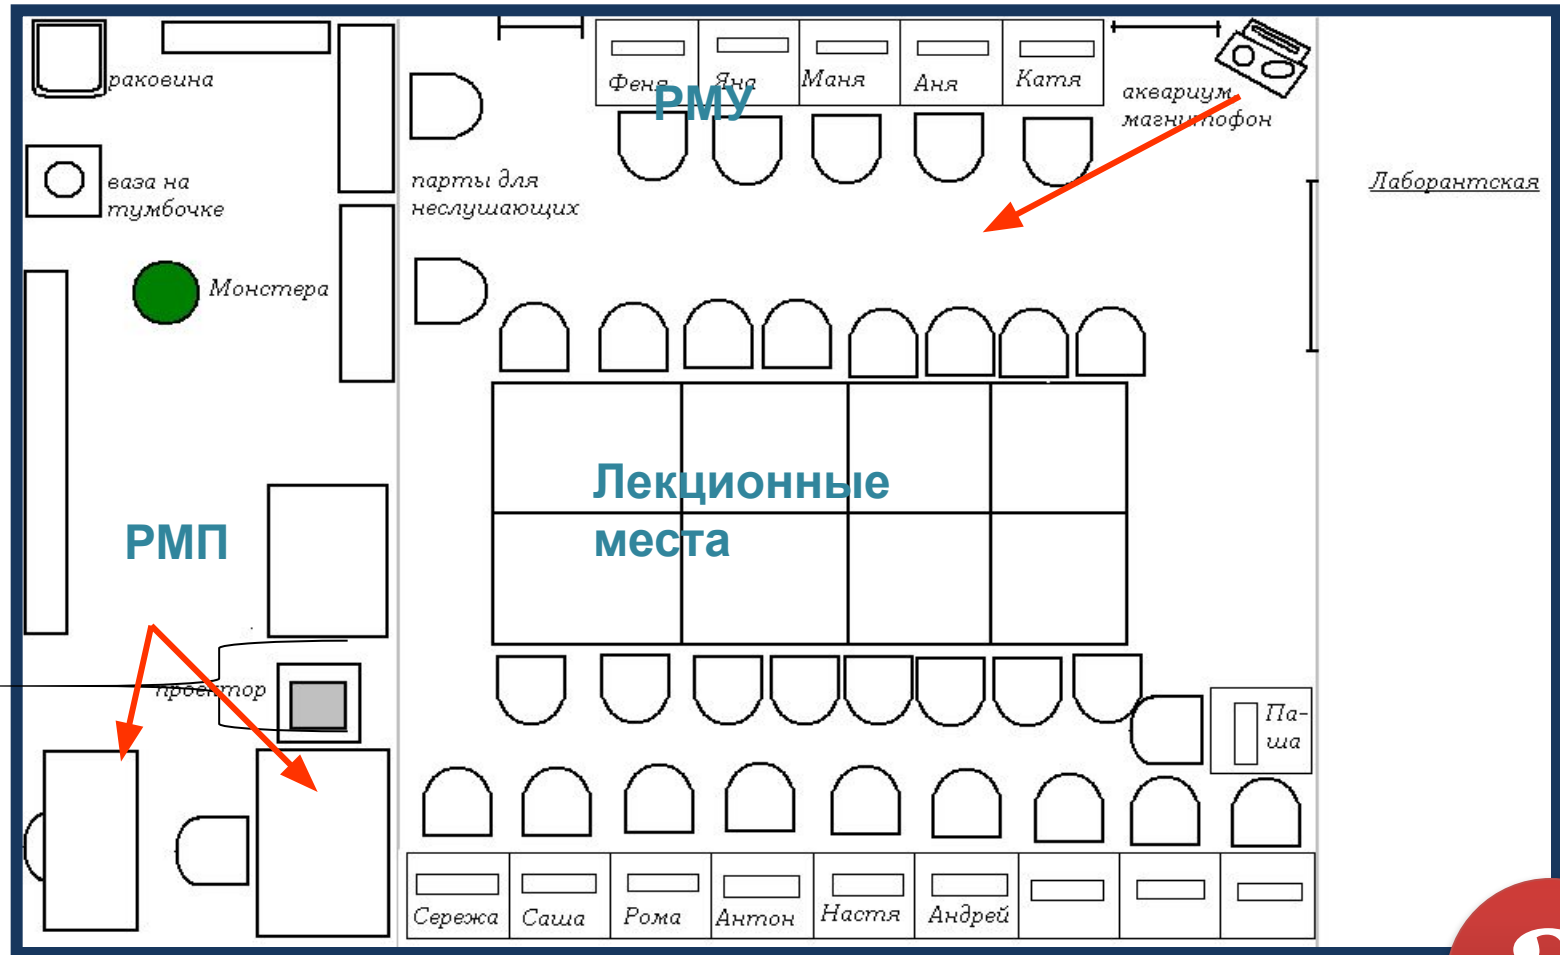 раковина
ваза на
тумбочке
Монстера
РМП
проектор
парты для
неслушающих
Феня
Яна
Маня
Аня
Катя
РМУ
аквариум
магнитофон
Лаборантская
Лекционные
места
Па-
ша
Сережа
Саша
Рома
Антон
Настя
Андрей